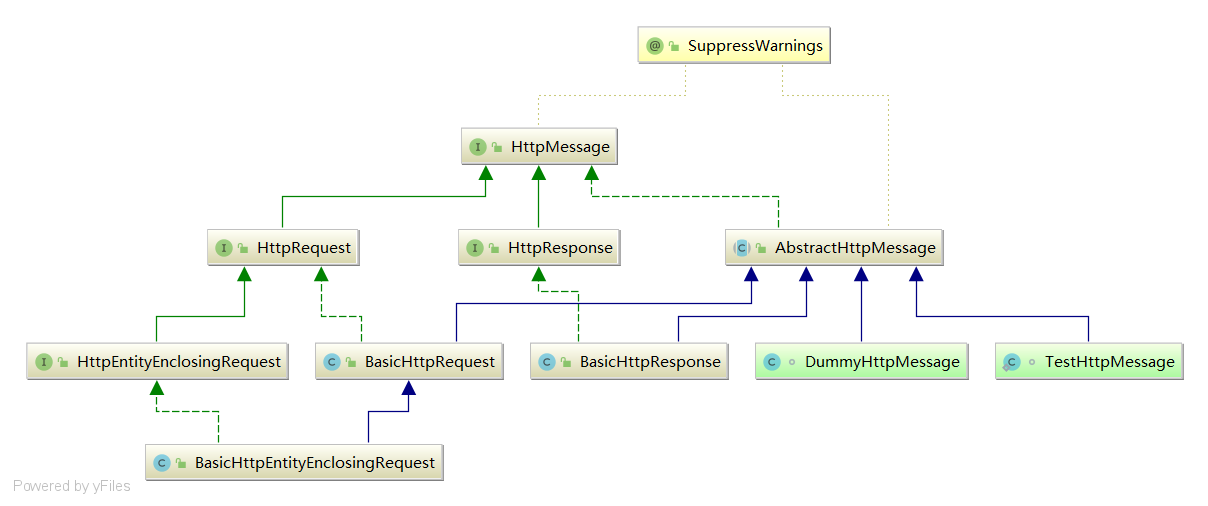 @ SuppressWarnings
I HttpMessage
I HttpRequest
I HttpResponse
C AbstractHttpMessage
I HttpEntityEnclosingRequest
C BasicHttpRequest
C BasicHttpResponse
C DummyHttpMessage
C TestHttpMessage
C BasicHttpEntityEnclosingRequest
Powered by yFiles